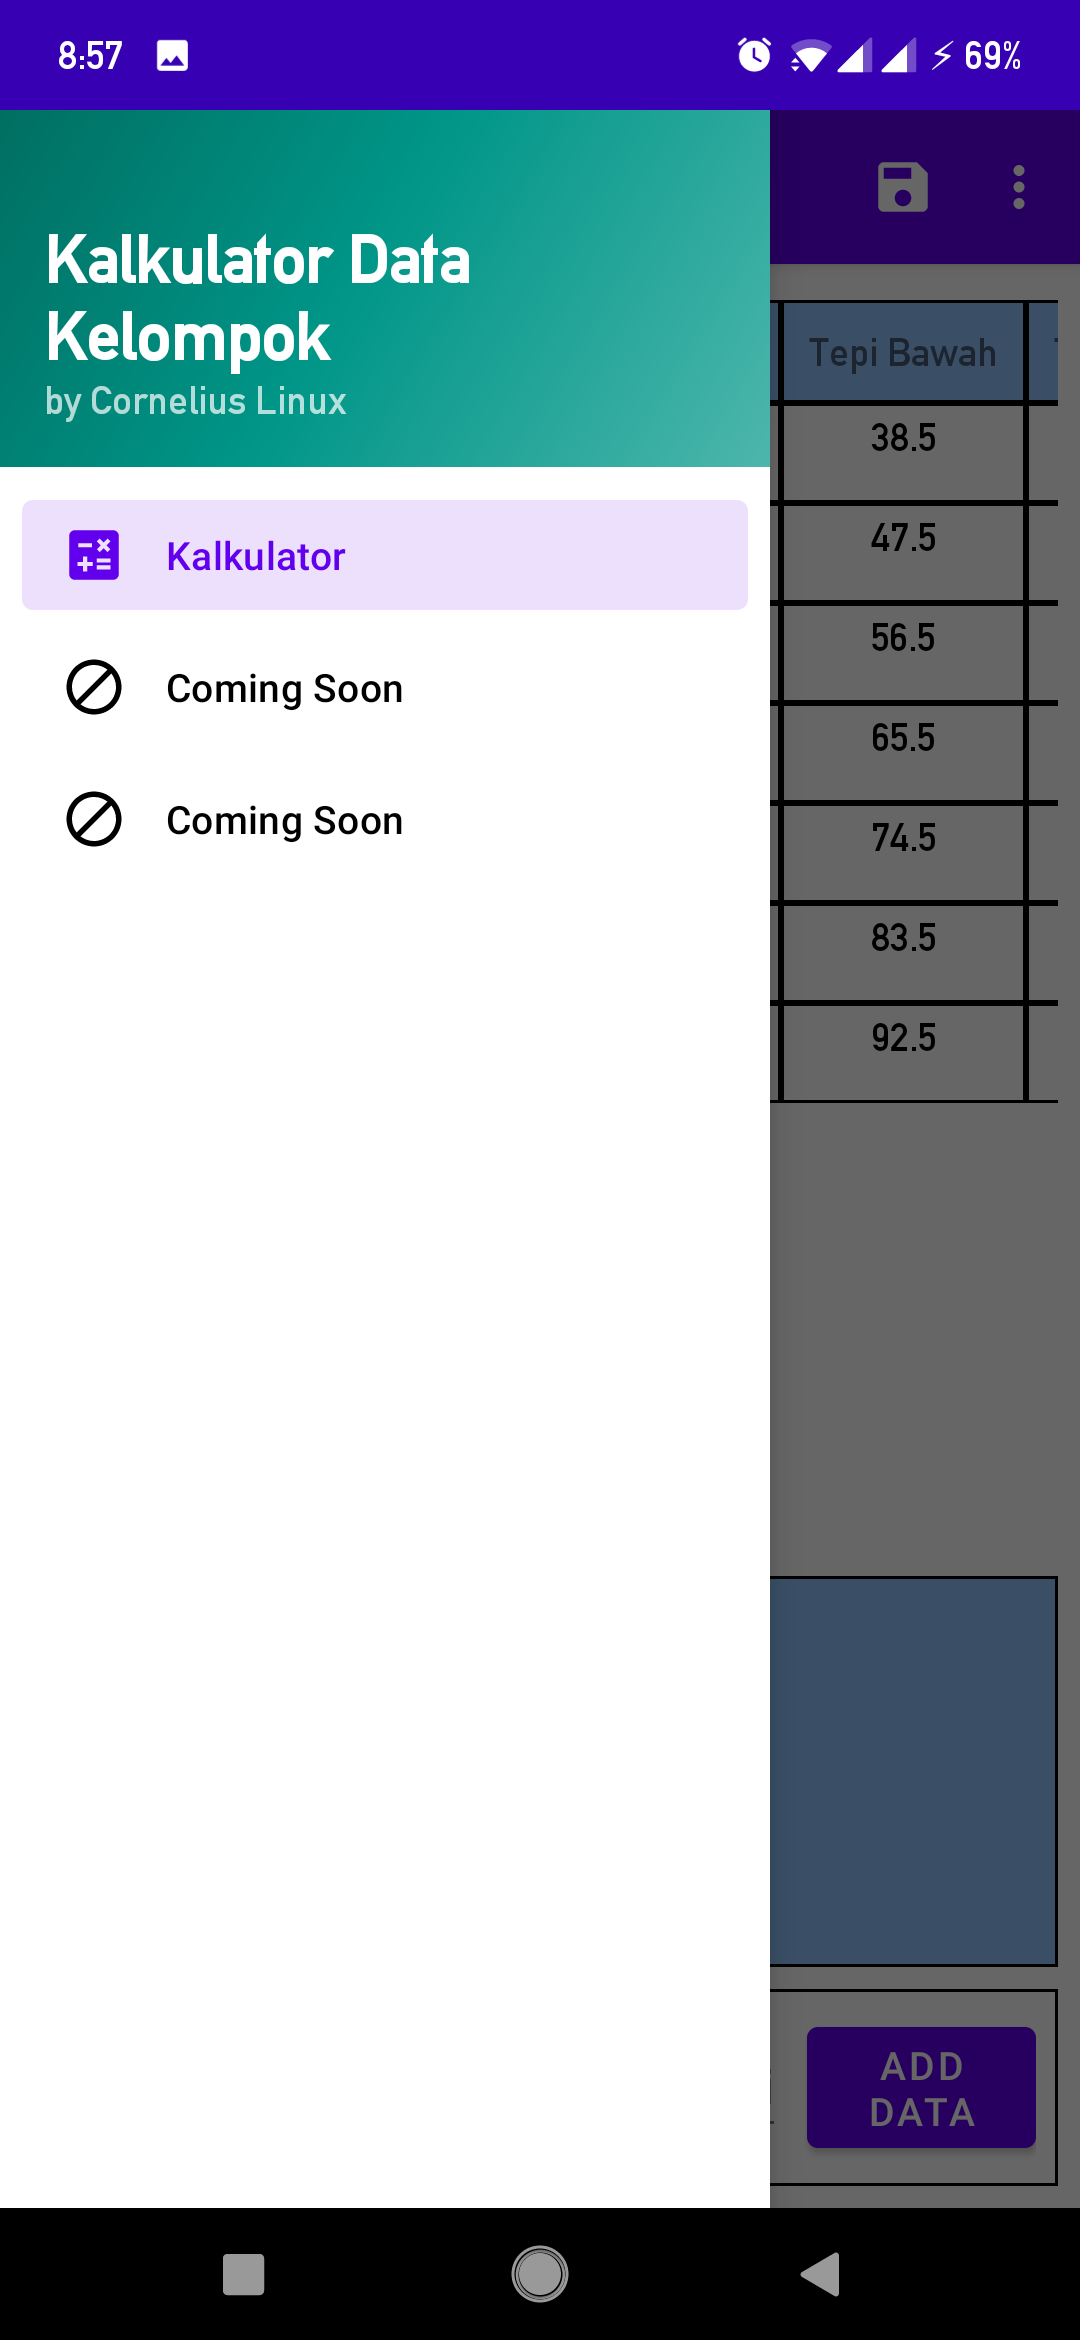 8:57
69%
Kalkulator Data
Kelompok
by Cornelius Linux
Kalkulator
Coming Soon
Coming Soon
Tepi Bawah
38.5
47.5
56.5
65.5
74.5
83.5
92.5
ADD
DATA